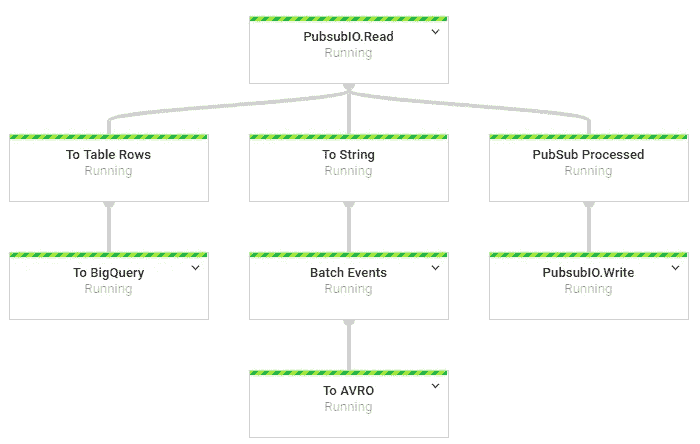 PubsubIO.Read
Running
To Table Rows
Running
To String
Running
PubSub Processed
Running
To BigQuery
Running
Batch Events
Running
PubsubIO.Write
Running
To AVRO
Running